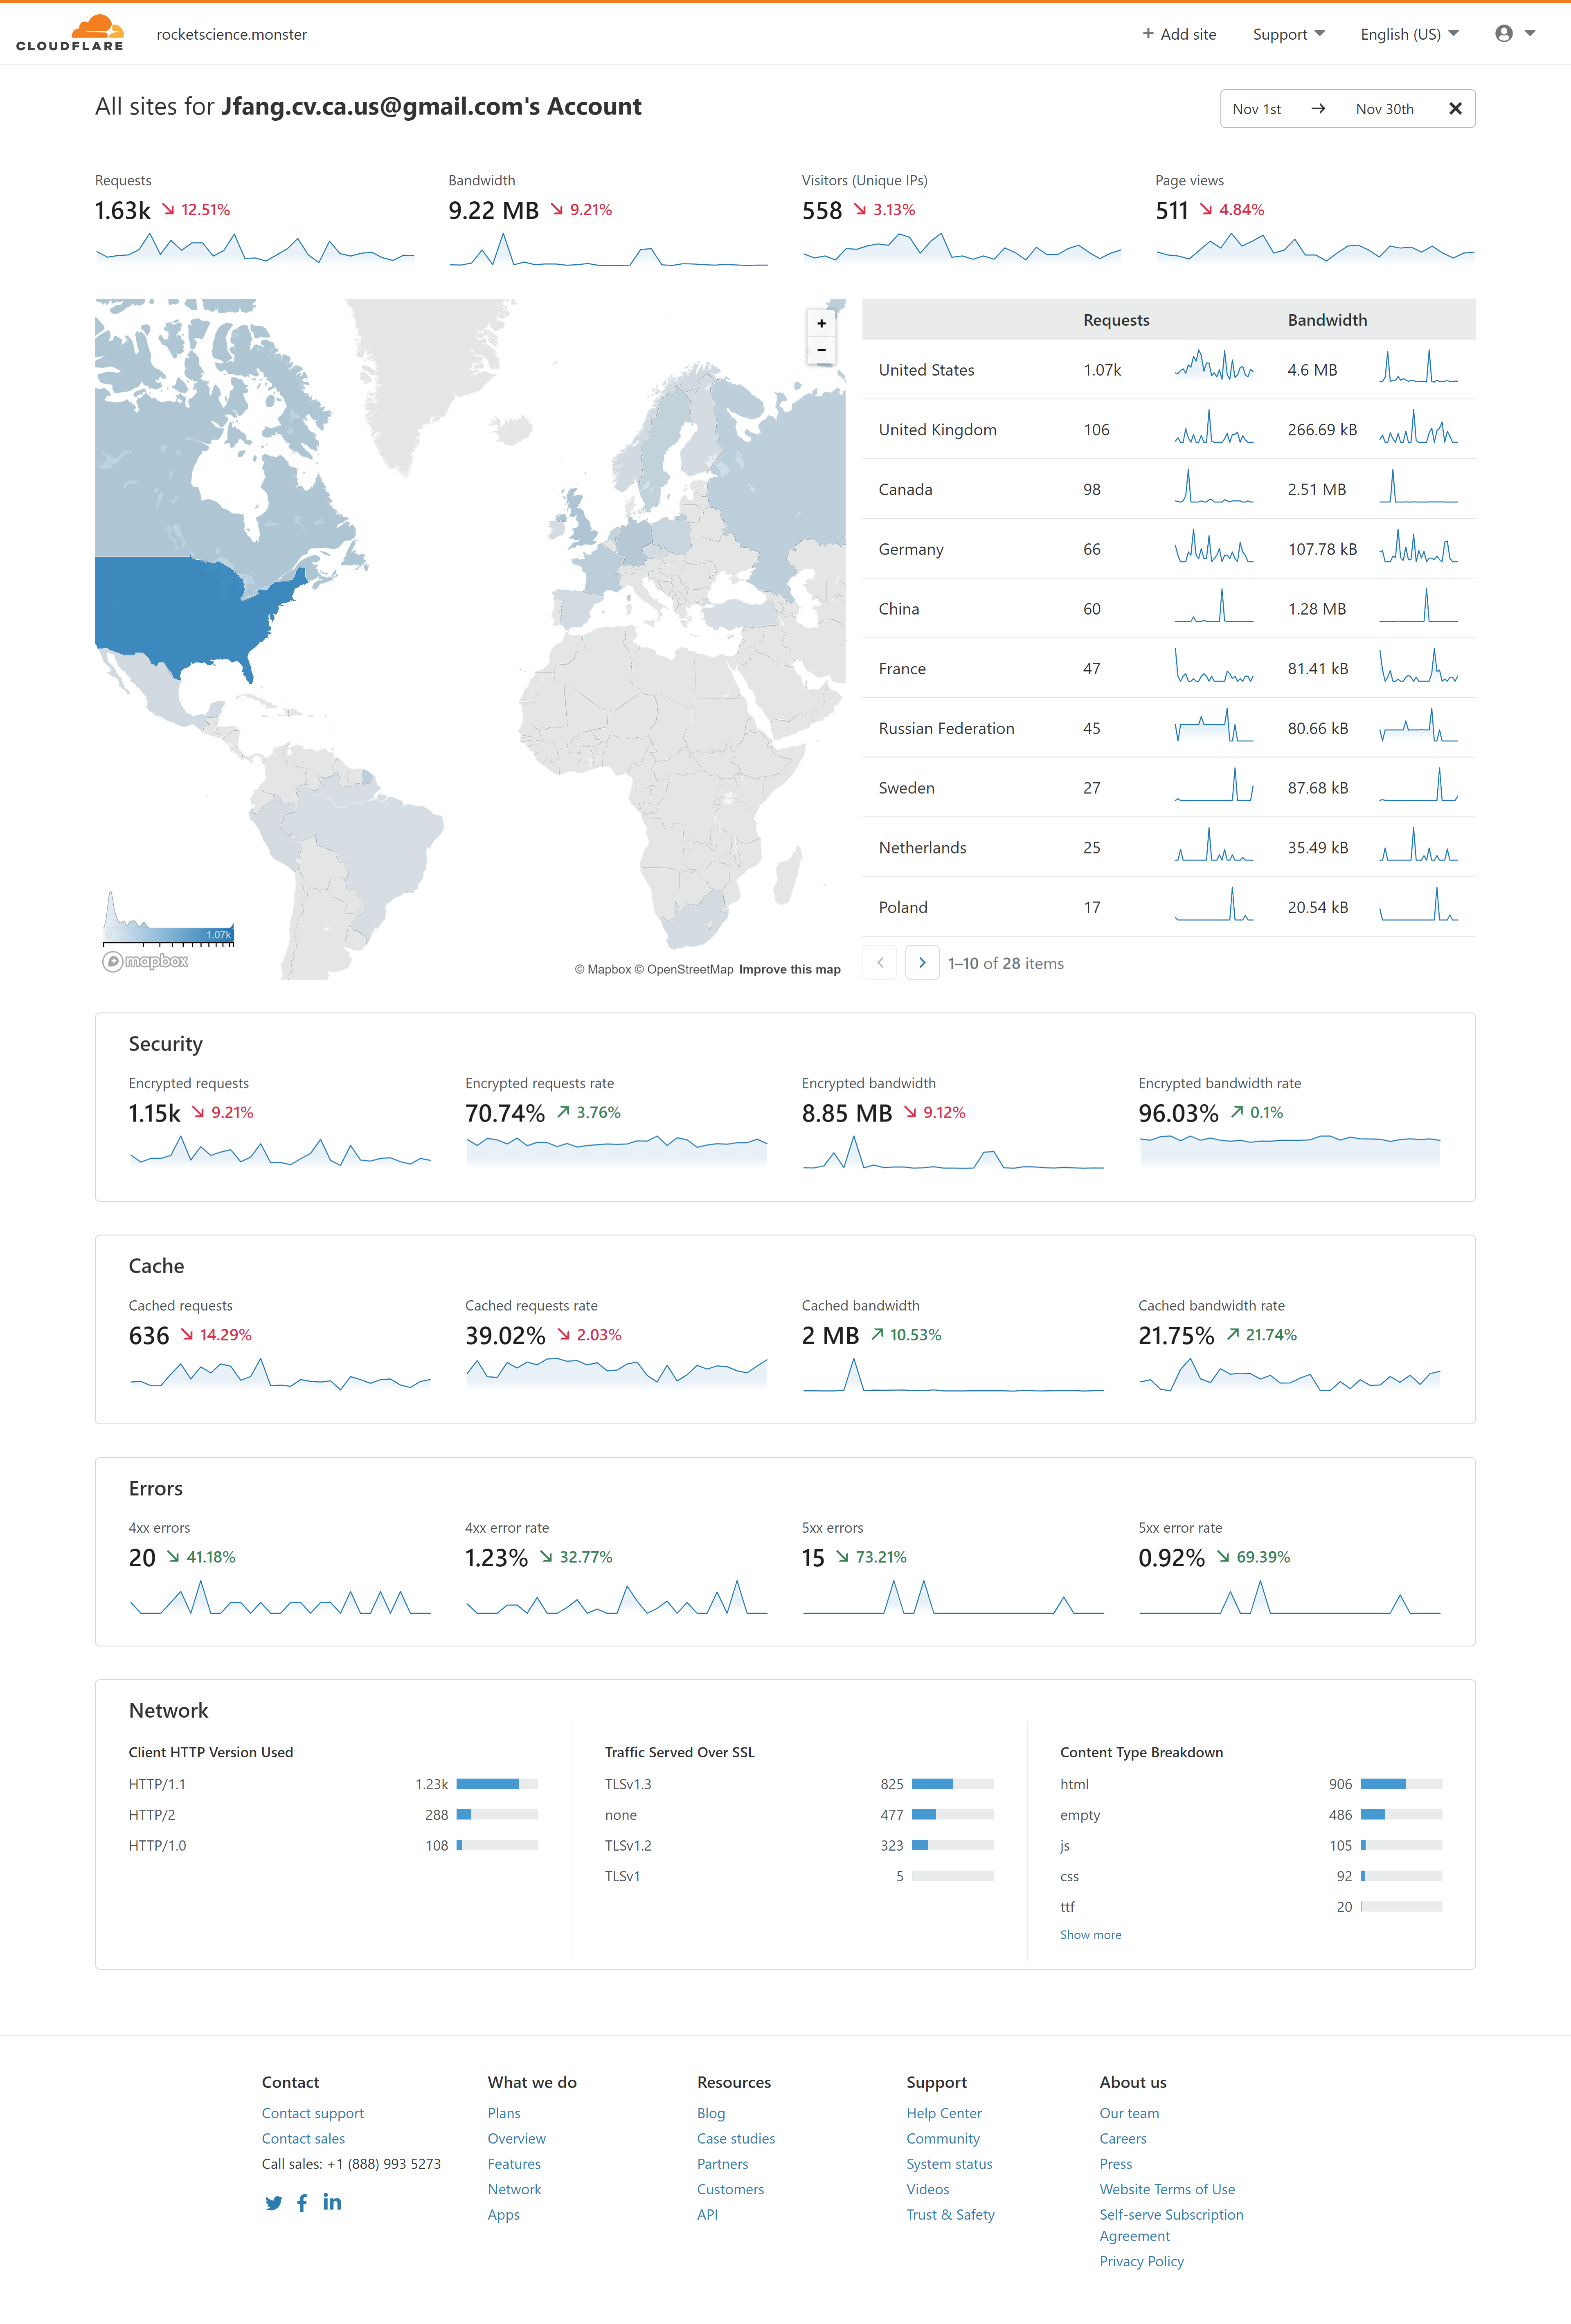 CLOUDFLARE rocketscience.monster + Add site Support English (US)
All sites for Jfang.cv.ca.us@gmail.com's Account Nov 1st → Nov 30th
Requests Bandwidth Visitors (Unique IPs) Page views
1.63k 12.51% 9.22 MB 9.21% 558 3.13% 511 4.84%
+
−
Requests Bandwidth
United States 1.07k 4.6 MB
United Kingdom 106 266.69 kB
Canada 98 2.51 MB
Germany 66 107.78 kB
China 60 1.28 MB
France 47 81.41 kB
Russian Federation 45 80.66 kB
Sweden 27 87.68 kB
Netherlands 25 35.49 kB
Poland 17 20.54 kB
0 1.07k
mapbox
© Mapbox © OpenStreetMap Improve this map
1–10 of 28 items
Security
Encrypted requests Encrypted requests rate Encrypted bandwidth Encrypted bandwidth rate
1.15k 9.21% 70.74% 3.76% 8.85 MB 9.12% 96.03% 0.1%
Cache
Cached requests Cached requests rate Cached bandwidth Cached bandwidth rate
636 14.29% 39.02% 2.03% 2 MB 10.53% 21.75% 21.74%
Errors
4xx errors 4xx error rate 5xx errors 5xx error rate
20 41.18% 1.23% 32.77% 15 73.21% 0.92% 69.39%
Network
Client HTTP Version Used
HTTP/1.1 1.23k
HTTP/2 288
HTTP/1.0 108
Traffic Served Over SSL
TLSv1.3 825
none 477
TLSv1.2 323
TLSv1 5
Content Type Breakdown
html 906
empty 486
js 105
css 92
ttf 20
Show more
Contact
Contact support
Contact sales
Call sales: +1 (888) 993 5273
What we do
Plans
Overview
Features
Network
Apps
Resources
Blog
Case studies
Partners
Customers
API
Support
Help Center
Community
System status
Videos
Trust & Safety
About us
Our team
Careers
Press
Website Terms of Use
Self-serve Subscription
Agreement
Privacy Policy